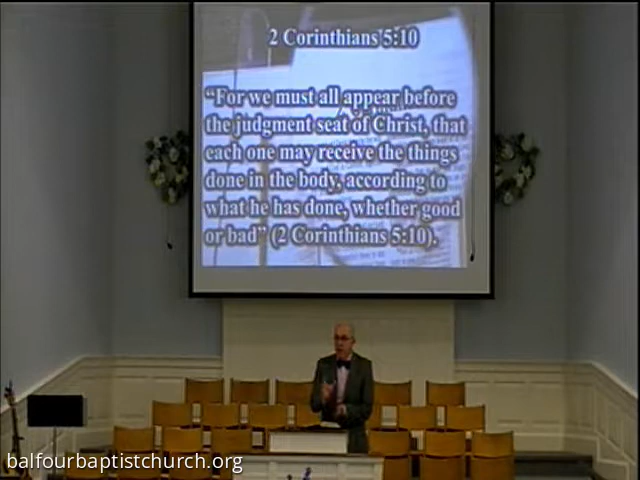 2 Corinthians 5:10
“For we must all appear before
the judgment seat of Christ, that
each one may receive the things
done in the body, according to
what he has done, whether good
or bad” (2 Corinthians 5:10).
balfourbaptistchurch.org